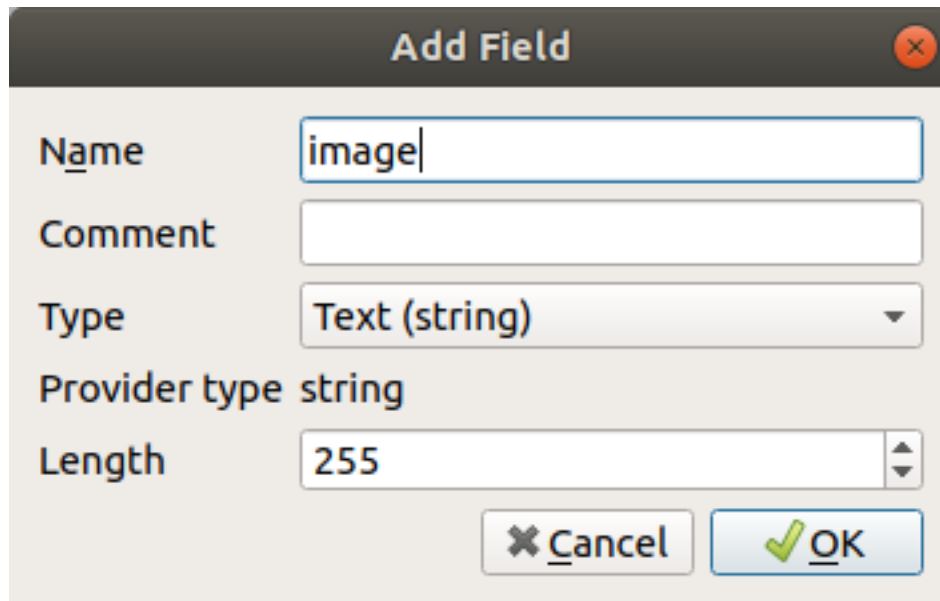 Add Field
Name image
Comment
Type Text (string)
Provider type string
Length 255
Cancel OK